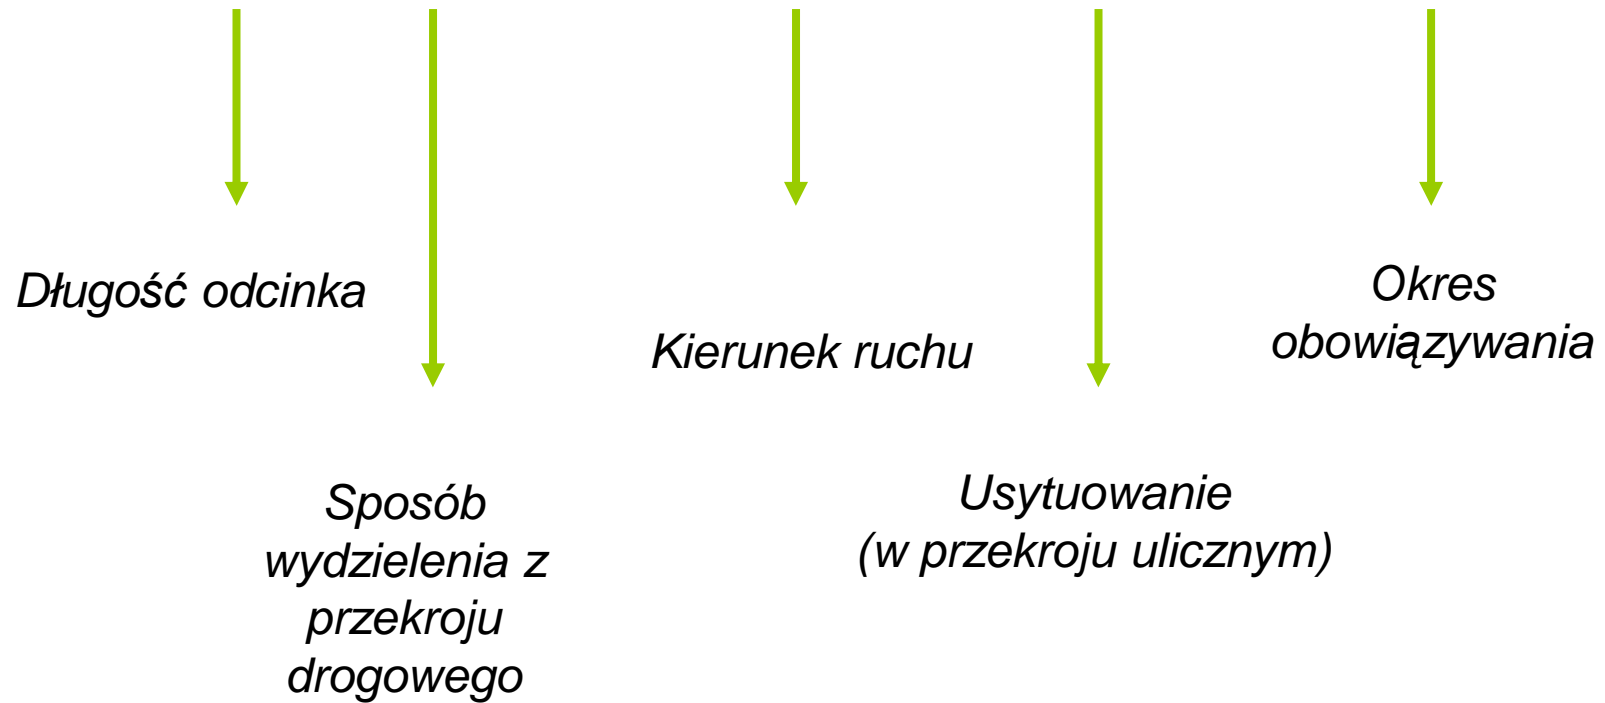 Długość odcinka
Sposób
wydzielenia z
przekroju
drogowego
Kierunek ruchu
Usytuowanie
(w przekroju ulicznym)
Okres
obowiązywania